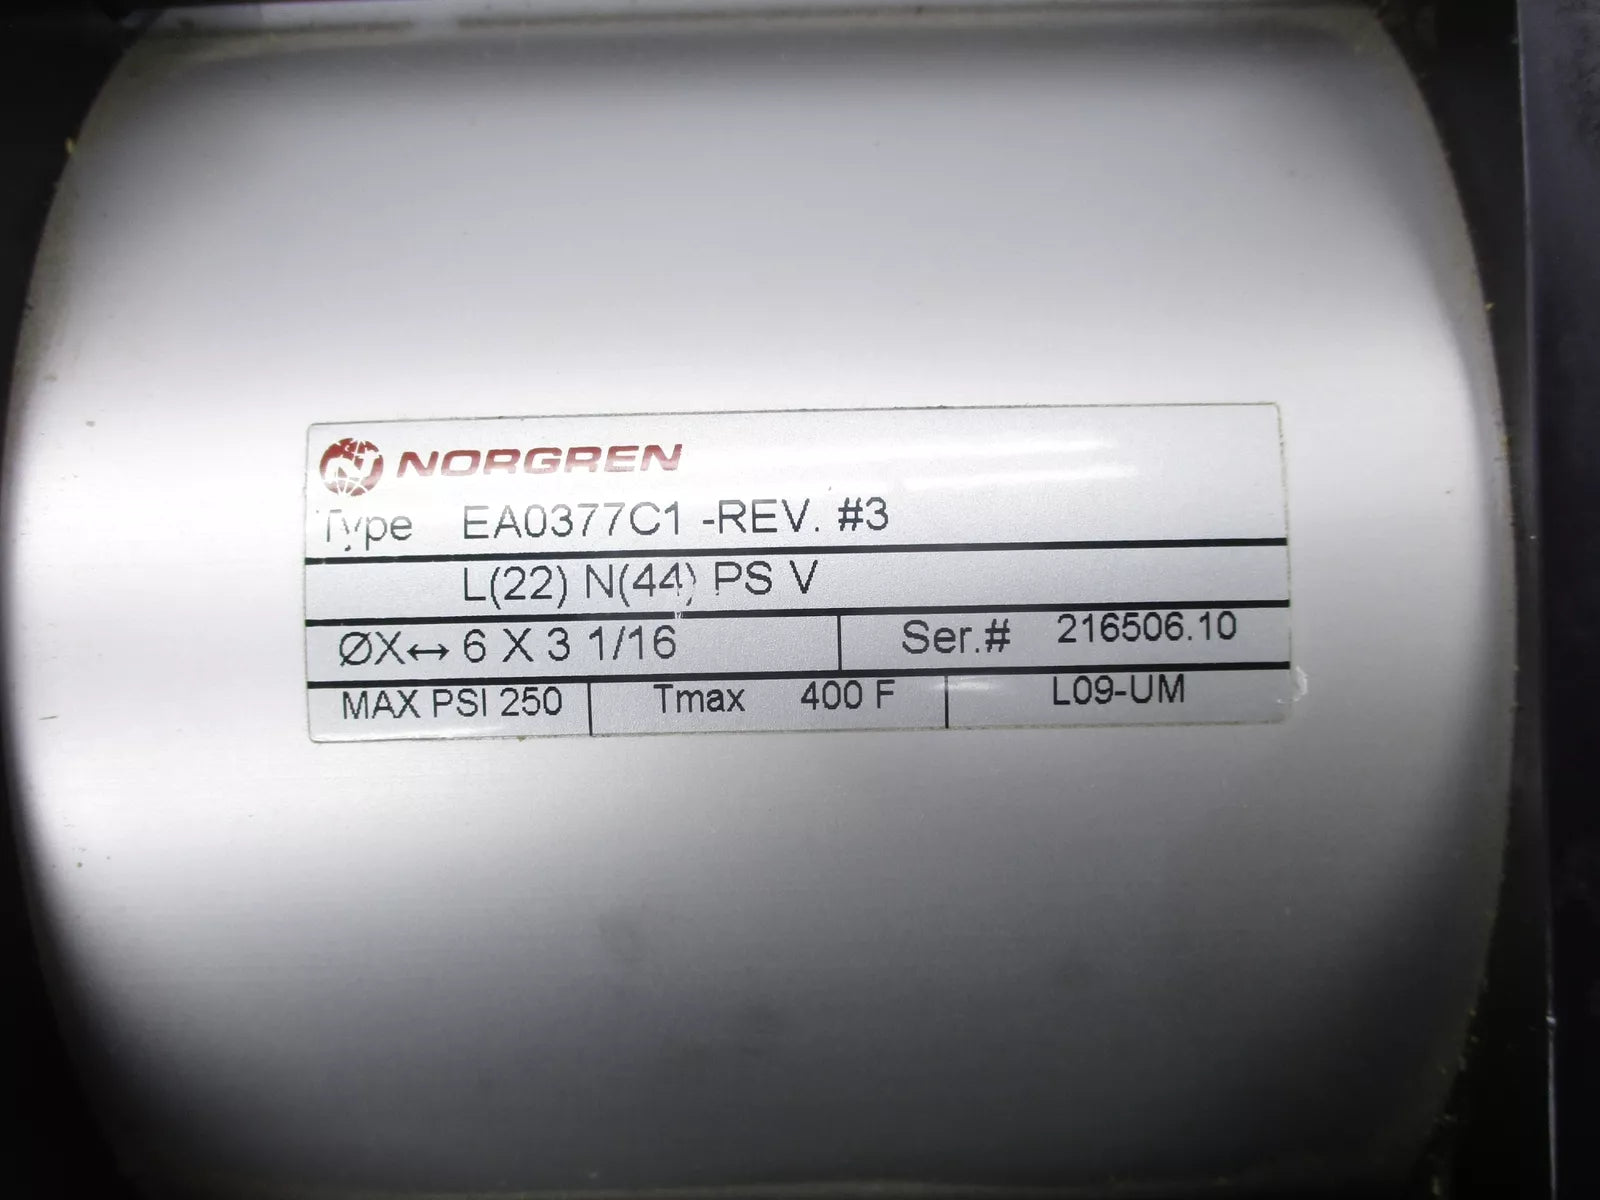 NORGREN
Type EA0377C1 -REV. #3
L(22) N(44) PS V
ØX↔ 6 X 3 1/16 Ser.# 216506.10
MAX PSI 250 Tmax 400 F L09-UM